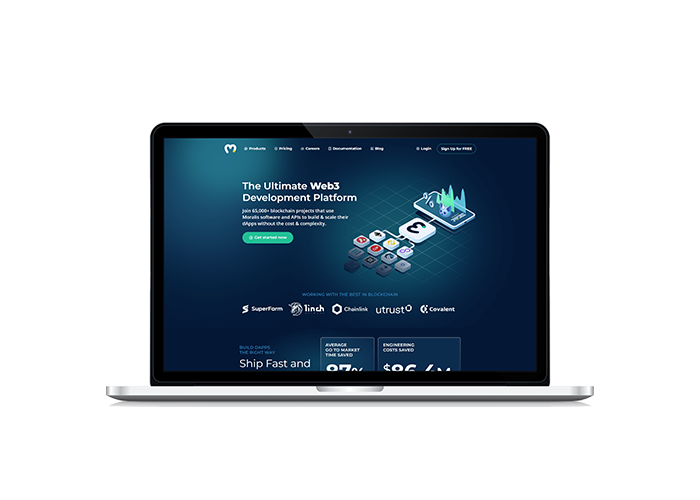 Products Pricing Careers Documentation Blog Login Sign Up for FREE
The Ultimate Web3
Development Platform
Join 65,000+ blockchain projects that use
Moralis software and APIs to build & scale their
dApps without the cost & complexity.
Get started now
WORKING WITH THE BEST IN BLOCKCHAIN
SuperForm 1inch Chainlink utrust Covalent
BUILD DAPPS
THE RIGHT WAY
Ship Fast and
AVERAGE
GO TO MARKET
TIME SAVED
87%
ENGINEERING
COSTS SAVED
$86.4M